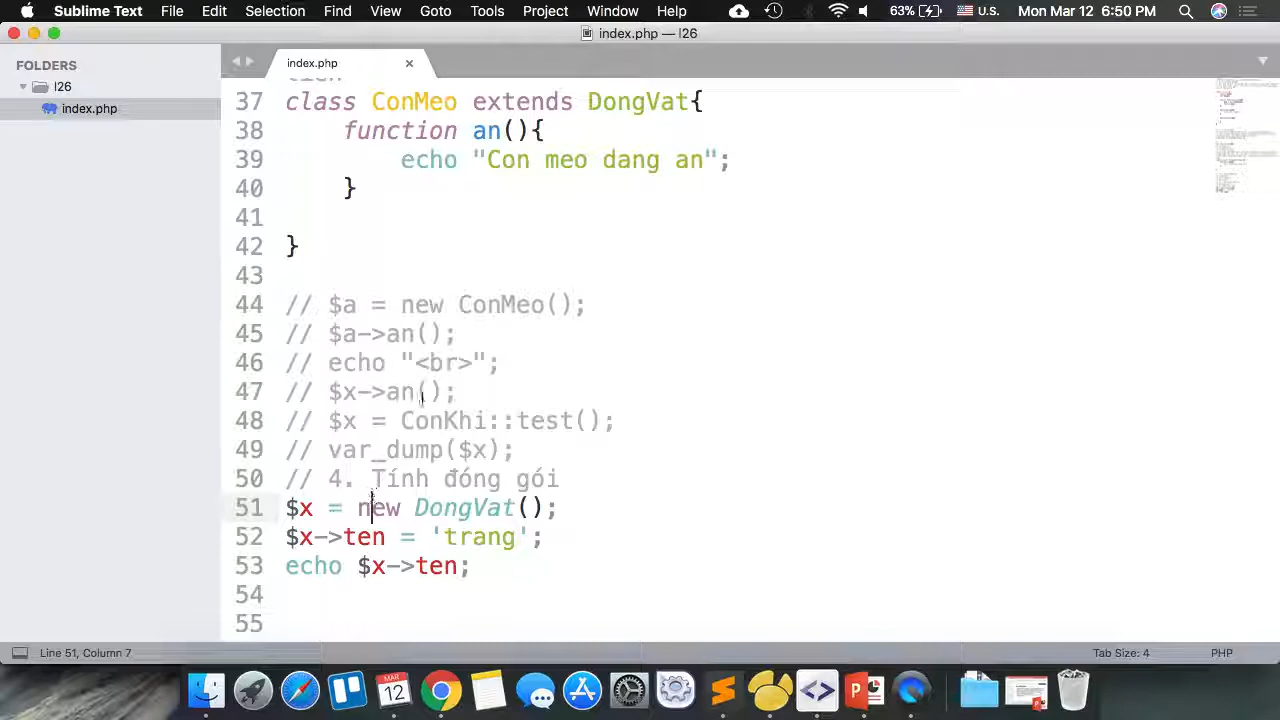 Sublime Text File Edit Selection Find View Goto Tools Project Window Help 63% U.S. Mon Mar 12 6:50 PM
index.php — l26
FOLDERS
l26
index.php
index.php ×
37 class ConMeo extends DongVat{
38 function an(){
39 echo "Con meo dang an";
40 }
41
42 }
43
44 // $a = new ConMeo();
45 // $a->an();
46 // echo "<br>";
47 // $x->an();
48 // $x = ConKhi::test();
49 // var_dump($x);
50 // 4. Tính đóng gói
51 $x = new DongVat();
52 $x->ten = 'trang';
53 echo $x->ten;
54
55
Line 51, Column 7 Tab Size: 4 PHP
MAR
12